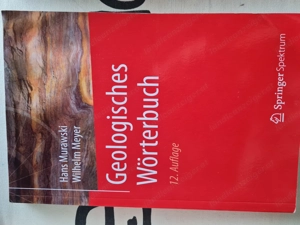 Hans Murawski
Wilhelm Meyer
Geologisches
Wörterbuch
12. Auflage
Springer Spektrum